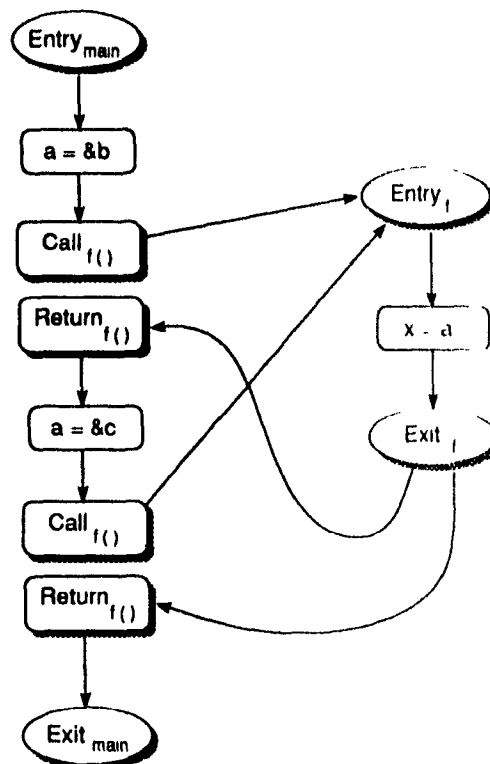 Entry main
a = &b
Call f()
Return f()
a = &c
Call f()
Return f()
Exit main
Entry f
x - a
Exit f